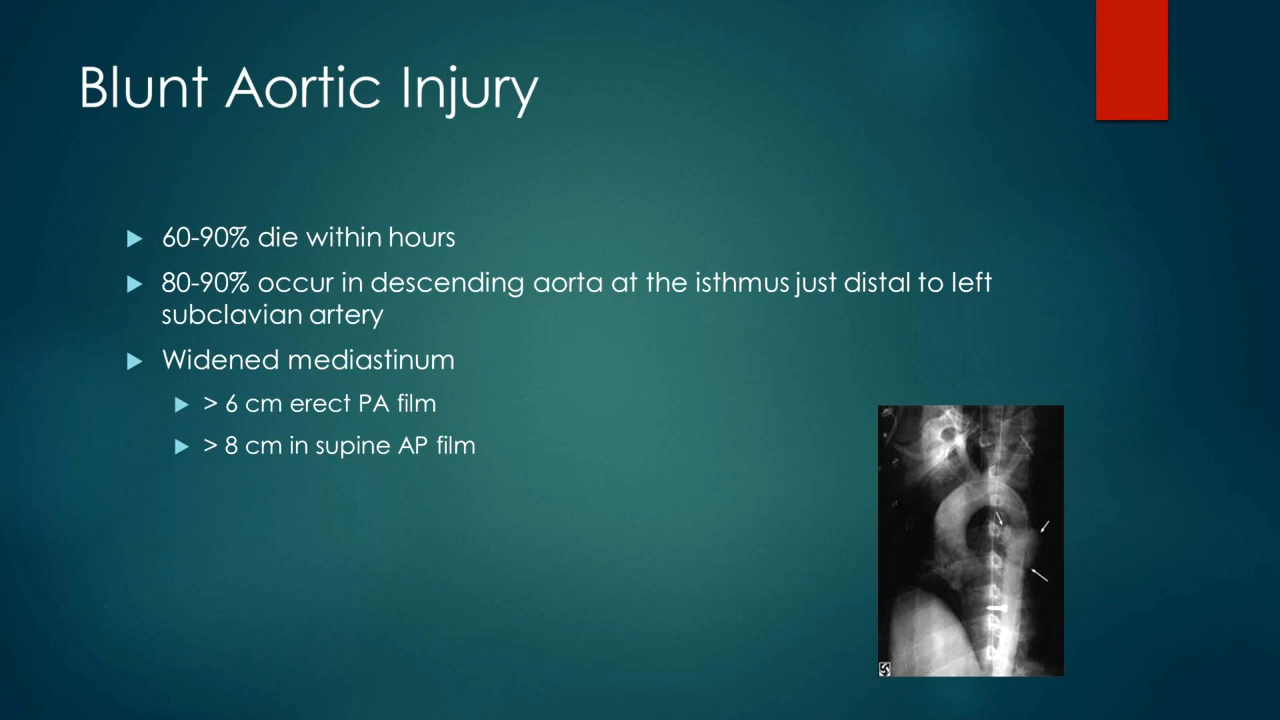 Blunt Aortic Injury
60-90% die within hours
80-90% occur in descending aorta at the isthmus just distal to left
subclavian artery
Widened mediastinum
> 6 cm erect PA film
> 8 cm in supine AP film